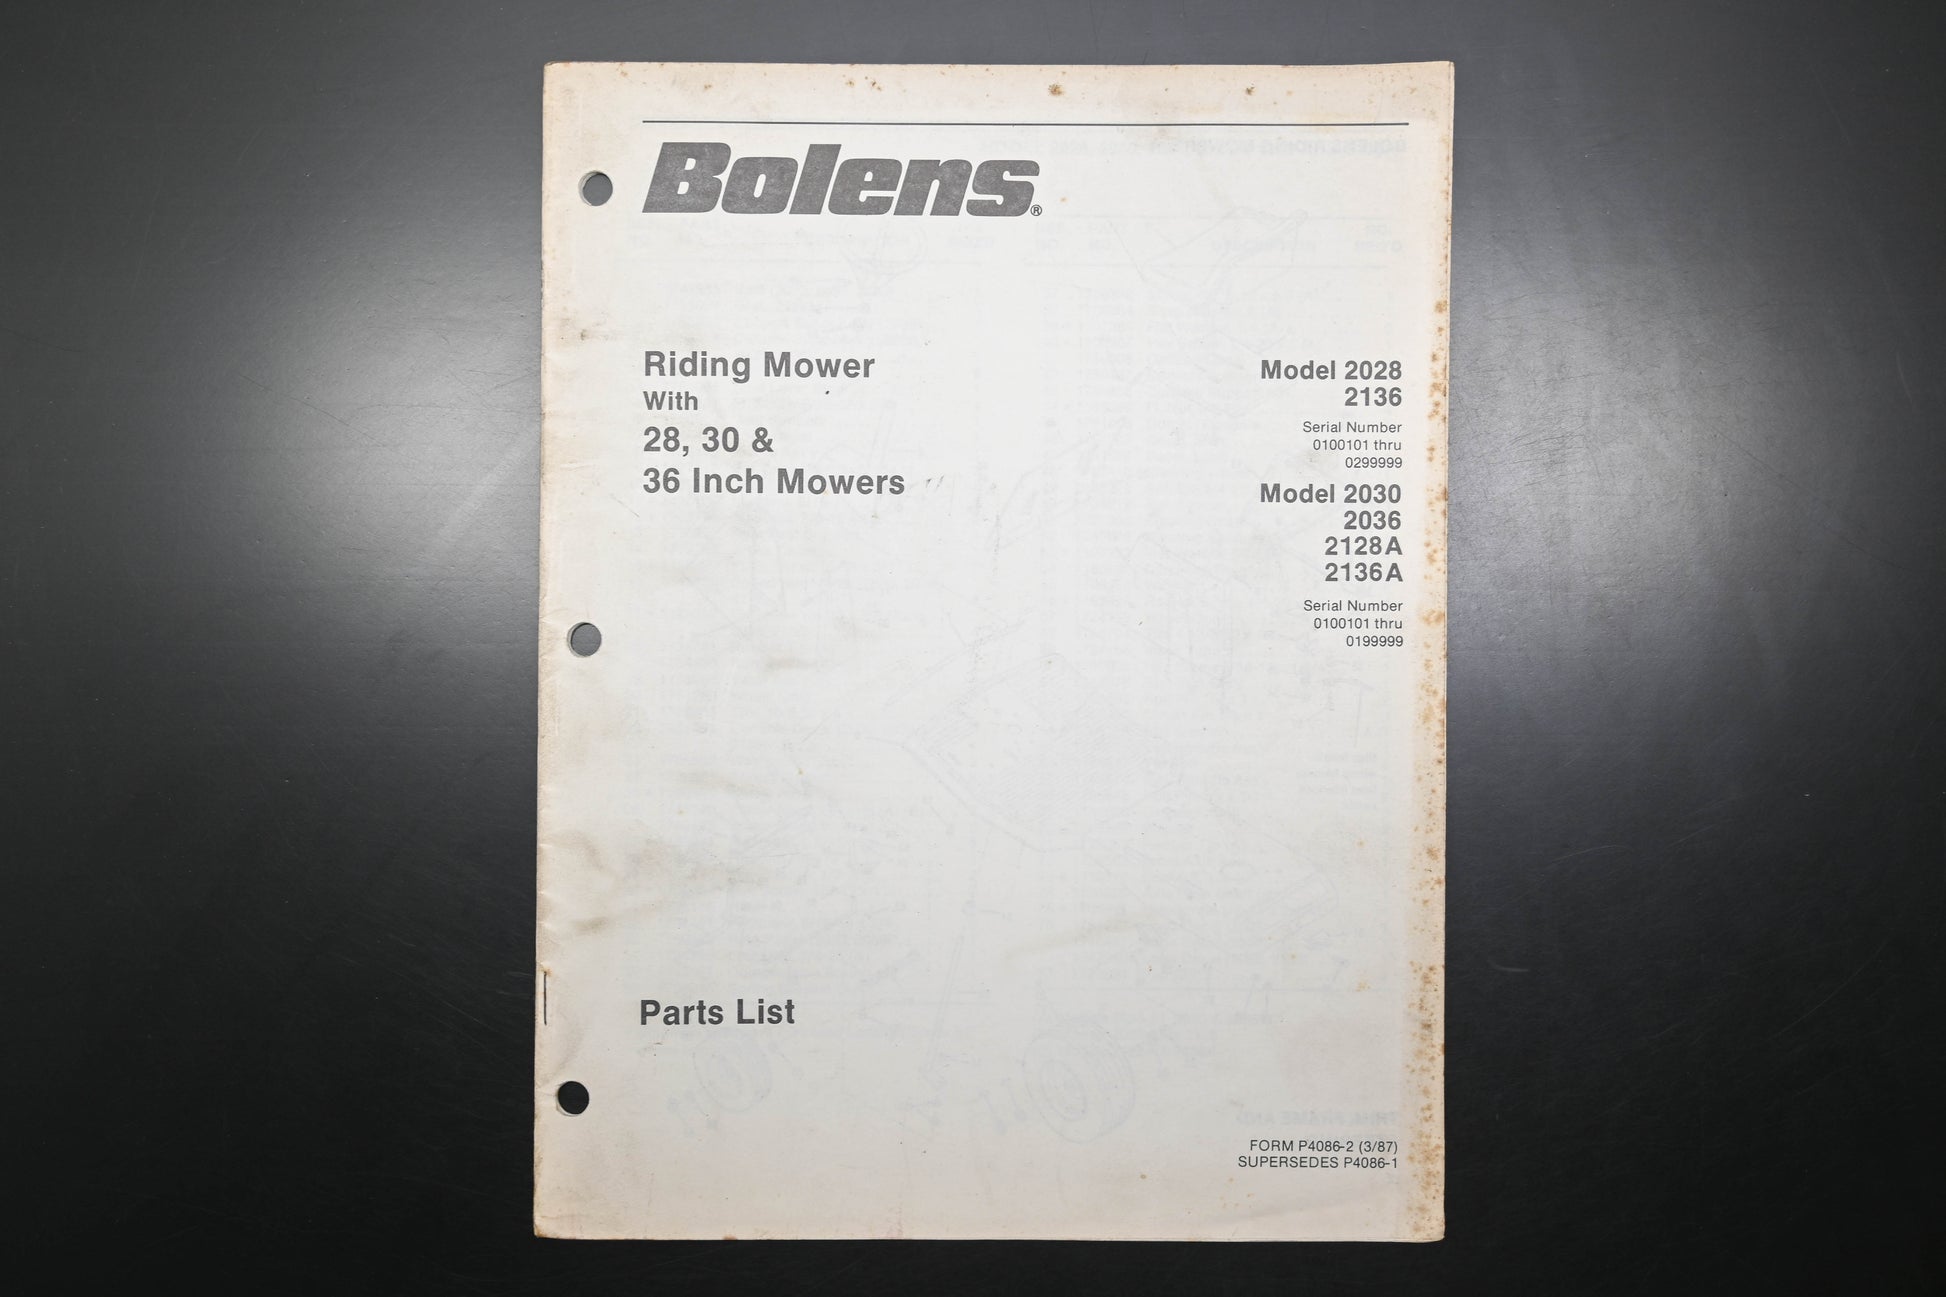 Bolens®
Riding Mower
With
28, 30 &
36 Inch Mowers
Model 2028
2136
Serial Number
0100101 thru
0299999
Model 2030
2036
2128A
2136A
Serial Number
0100101 thru
0199999
Parts List
FORM P4086-2 (3/87)
SUPERSEDES P4086-1